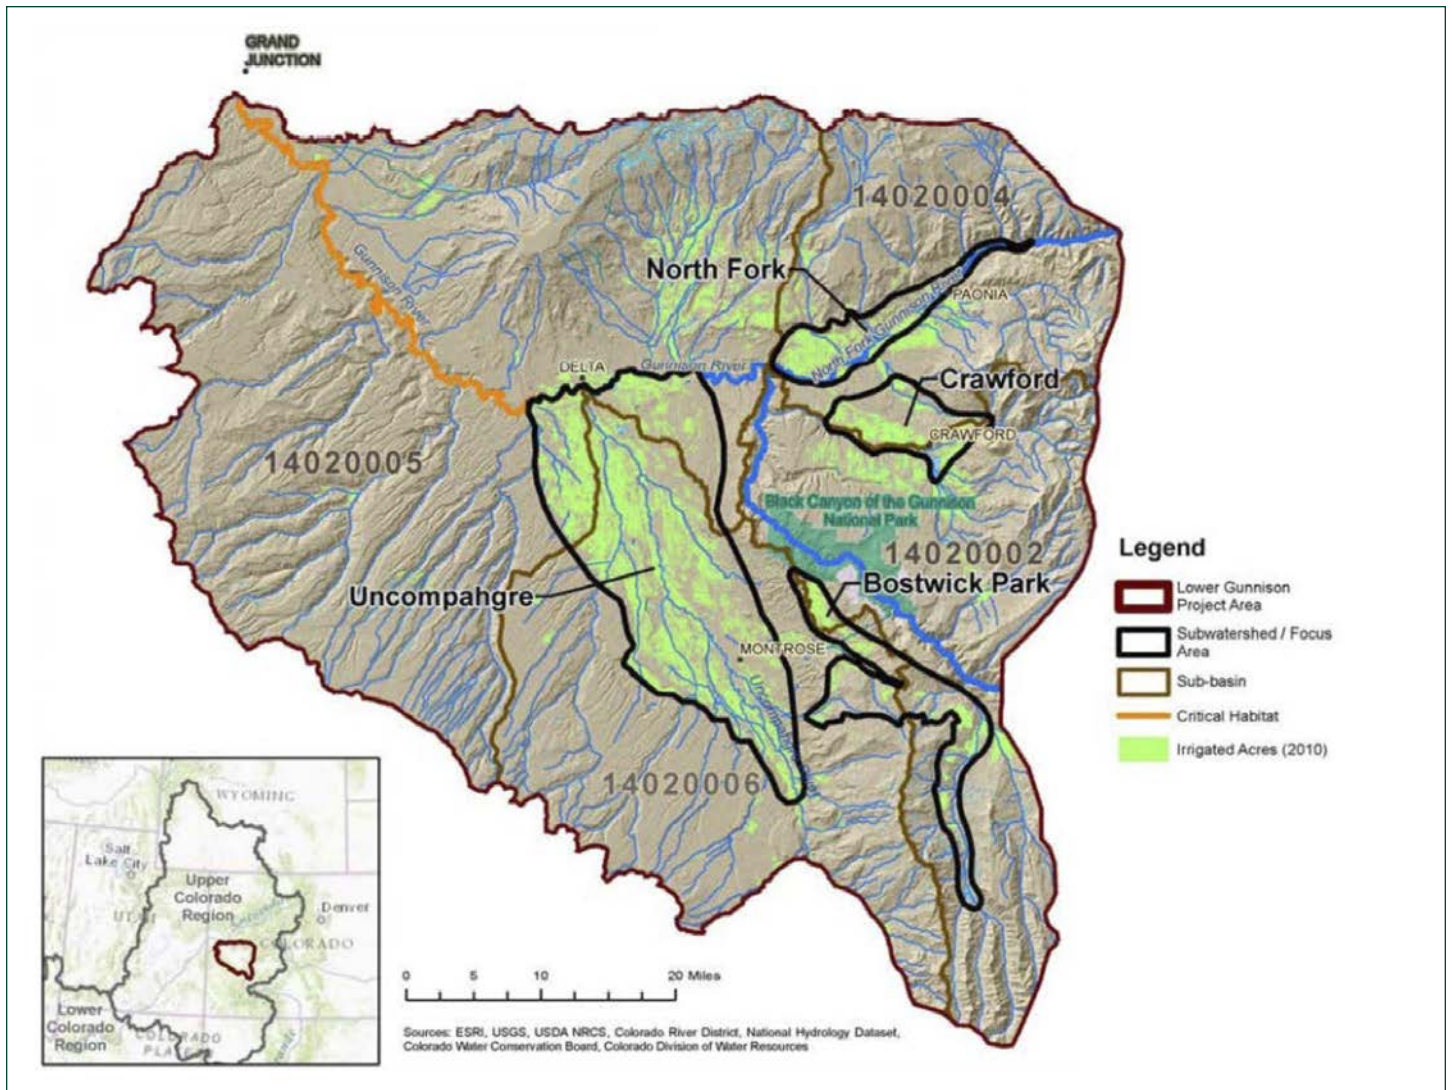 GRAND
JUNCTION
14020004
North Fork
Gunnison River
PAONIA
North Fork Gunnison River
DELTA
Gunnison River
Crawford
CRAWFORD
14020005
Black Canyon of the Gunnison
National Park
14020002
Bostwick Park
Uncompahgre
MONTROSE
14020006
Legend
Lower Gunnison
Project Area
Subwatershed / Focus
Area
Sub-basin
Critical Habitat
Irrigated Acres (2010)
WYOMING
Salt
Lake City
Upper
Colorado
Region
Denver
COLORADO
Lower
Colorado
Region
COLORADO
0 5 10 20 Miles
Sources: ESRI, USGS, USDA NRCS, Colorado River District, National Hydrology Dataset,
Colorado Water Conservation Board, Colorado Division of Water Resources